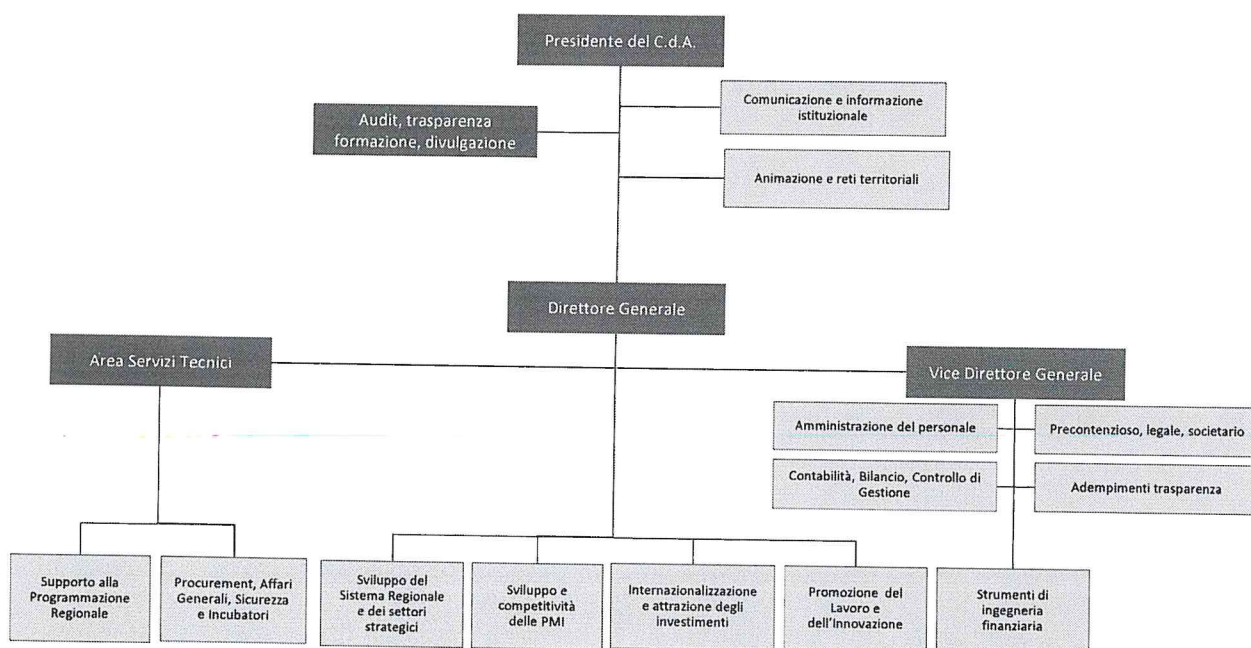 Presidente del C.d.A.
Comunicazione e informazione
istituzionale
Audit, trasparenza
formazione, divulgazione
Animazione e reti territoriali
Direttore Generale
Area Servizi Tecnici
Vice Direttore Generale
Amministrazione del personale
Precontenzioso, legale, societario
Contabilità, Bilancio, Controllo di
Gestione
Adempimenti trasparenza
Supporto alla
Programmazione
Regionale
Procurement, Affari
Generali, Sicurezza
e Incubatori
Sviluppo del
Sistema Regionale
e dei settori
strategici
Sviluppo e
competitività
delle PMI
Internazionalizzazione
e attrazione degli
investimenti
Promozione del
Lavoro e
dell'Innovazione
Strumenti di
ingegneria
finanziaria